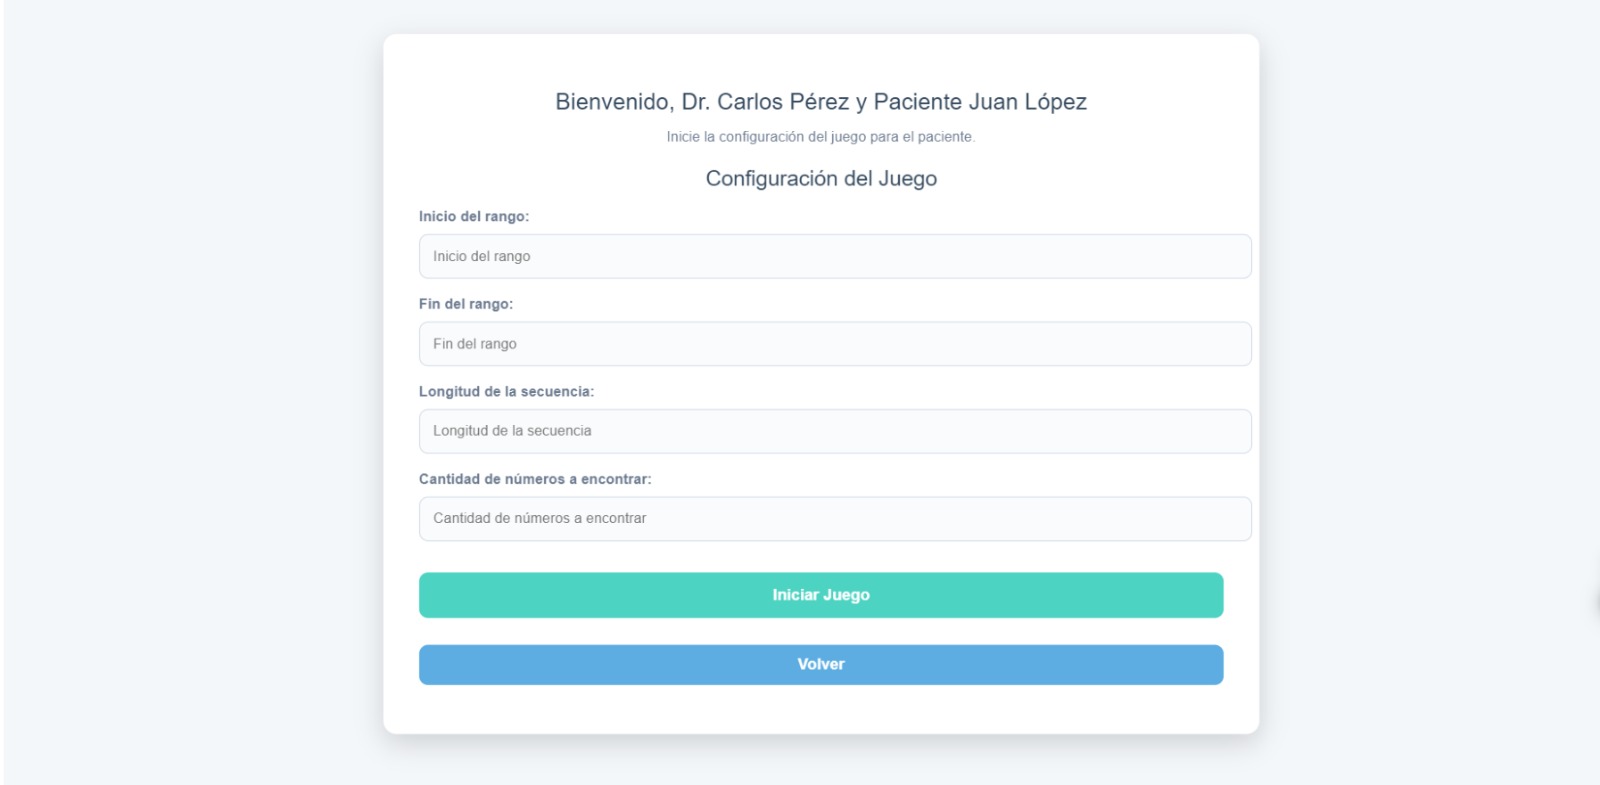 Bienvenido, Dr. Carlos Pérez y Paciente Juan López
Inicie la configuración del juego para el paciente.
Configuración del Juego
Inicio del rango:
Inicio del rango
Fin del rango:
Fin del rango
Longitud de la secuencia:
Longitud de la secuencia
Cantidad de números a encontrar:
Cantidad de números a encontrar
Iniciar Juego
Volver